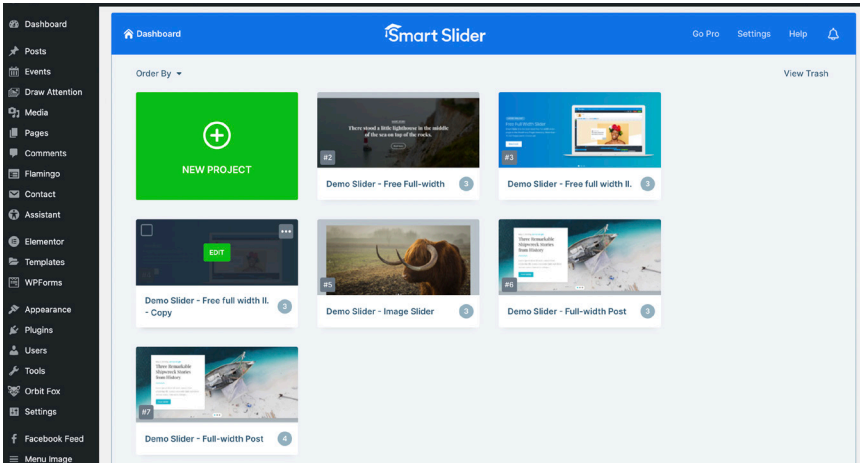 Dashboard
Posts
Events
Draw Attention
Media
Pages
Comments
Flamingo
Contact
Assistant
Elementor
Templates
WPForms
Appearance
Plugins
Users
Tools
Orbit Fox
Settings
Facebook Feed
Menu Image
Dashboard
Smart Slider
Go Pro
Settings
Help
Order By
View Trash
NEW PROJECT
There stood a little lighthouse in the middle
of the sea on top of the rocks.
#2
Demo Slider - Free Full-width
3
Free Full Width Slider
#3
Demo Slider - Free full width II.
3
EDIT
Demo Slider - Free full width II.
- Copy
3
#5
Demo Slider - Image Slider
3
Three Remarkable
Shipwreck Stories
from History
#6
Demo Slider - Full-width Post
3
Three Remarkable
Shipwreck Stories
from History
#7
Demo Slider - Full-width Post
4